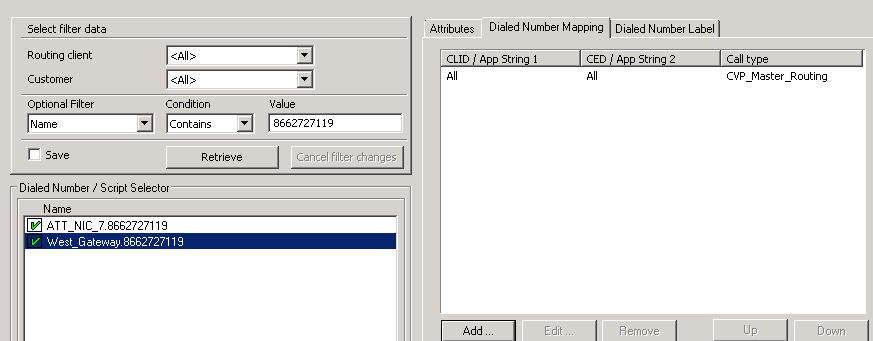 Select filter data
Routing client <All>
Customer <All>
Optional Filter Condition Value
Name Contains 8662727119
Save Retrieve Cancel filter changes
Dialed Number / Script Selector
Name
ATT_NIC_7.8662727119
West_Gateway.8662727119
Attributes Dialed Number Mapping Dialed Number Label
CLID / App String 1 CED / App String 2 Call type
All All CVP_Master_Routing
Add ... Edit ... Remove Up Down